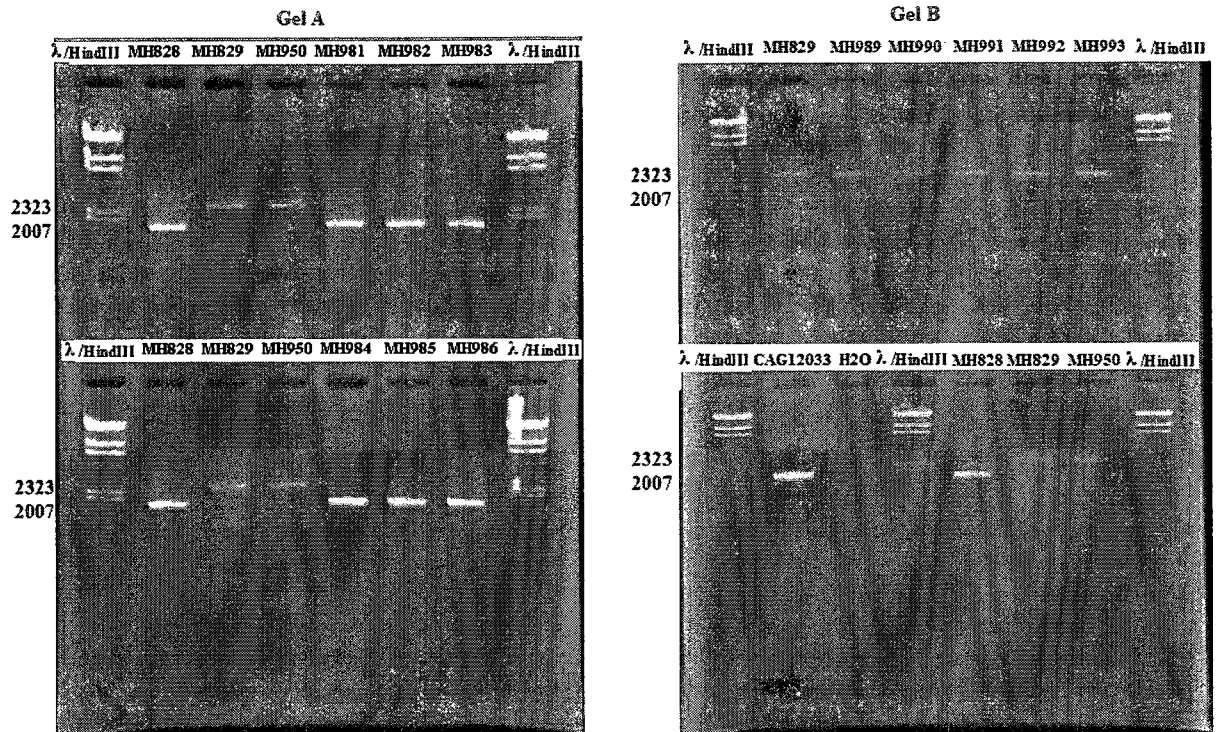 Gel A
λ /HindIII MH828 MH829 MH950 MH981 MH982 MH983 λ /HindIII
2323
2007
λ /HindIII MH828 MH829 MH950 MH984 MH985 MH986 λ /HindIII
2323
2007
Gel B
λ /HindIII MH829 MH989 MH990 MH991 MH992 MH993 λ /HindIII
2323
2007
λ /HindIII CAG12033 H2O λ /HindIII MH828 MH829 MH950 λ /HindIII
2323
2007